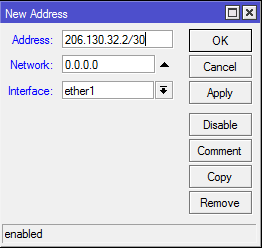 New Address
Address: 206.130.32.2/30
OK
Network: 0.0.0.0
Cancel
Interface: ether1
Apply
Disable
Comment
Copy
Remove
enabled